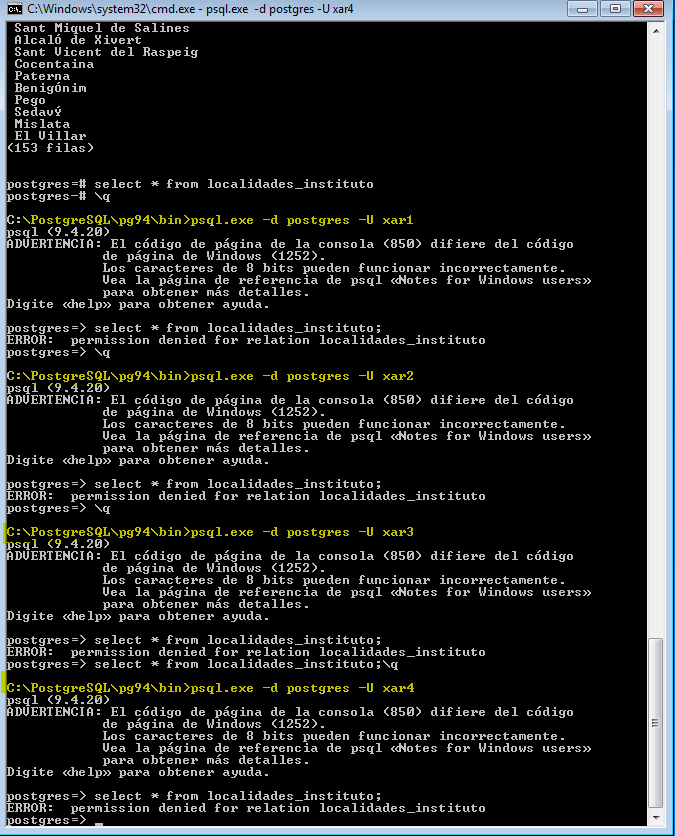 C:\Windows\system32\cmd.exe - psql.exe -d postgres -U xar4
Sant Miquel de Salines
Alcaló de Xivert
Sant Vicent del Raspeig
Cocentaina
Paterna
Benigónim
Pego
Sedavý
Mislata
El Villar
(153 filas)
postgres=# select * from localidades_instituto
postgres-# \q
C:\PostgreSQL\pg94\bin>psql.exe -d postgres -U xar1
psql (9.4.20)
ADVERTENCIA: El código de página de la consola (850) difiere del código
de página de Windows (1252).
Los caracteres de 8 bits pueden funcionar incorrectamente.
Vea la página de referencia de psql «Notes for Windows users»
para obtener más detalles.
Digite «help» para obtener ayuda.
postgres=> select * from localidades_instituto;
ERROR:  permission denied for relation localidades_instituto
postgres=> \q
C:\PostgreSQL\pg94\bin>psql.exe -d postgres -U xar2
psql (9.4.20)
ADVERTENCIA: El código de página de la consola (850) difiere del código
de página de Windows (1252).
Los caracteres de 8 bits pueden funcionar incorrectamente.
Vea la página de referencia de psql «Notes for Windows users»
para obtener más detalles.
Digite «help» para obtener ayuda.
postgres=> select * from localidades_instituto;
ERROR:  permission denied for relation localidades_instituto
postgres=> \q
C:\PostgreSQL\pg94\bin>psql.exe -d postgres -U xar3
psql (9.4.20)
ADVERTENCIA: El código de página de la consola (850) difiere del código
de página de Windows (1252).
Los caracteres de 8 bits pueden funcionar incorrectamente.
Vea la página de referencia de psql «Notes for Windows users»
para obtener más detalles.
Digite «help» para obtener ayuda.
postgres=> select * from localidades_instituto;
ERROR:  permission denied for relation localidades_instituto
postgres=> select * from localidades_instituto;\q
C:\PostgreSQL\pg94\bin>psql.exe -d postgres -U xar4
psql (9.4.20)
ADVERTENCIA: El código de página de la consola (850) difiere del código
de página de Windows (1252).
Los caracteres de 8 bits pueden funcionar incorrectamente.
Vea la página de referencia de psql «Notes for Windows users»
para obtener más detalles.
Digite «help» para obtener ayuda.
postgres=> select * from localidades_instituto;
ERROR:  permission denied for relation localidades_instituto
postgres=> _